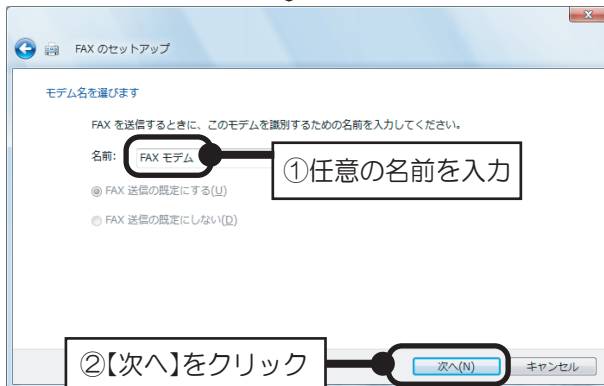 FAX のセットアップ
モデム名を選びます
FAX を送信するときに、このモデムを識別するための名前を入力してください。
名前: FAX モデム
①任意の名前を入力
FAX 送信の既定にする(U)
FAX 送信の既定にしない(D)
②【次へ】をクリック
次へ(N) キャンセル